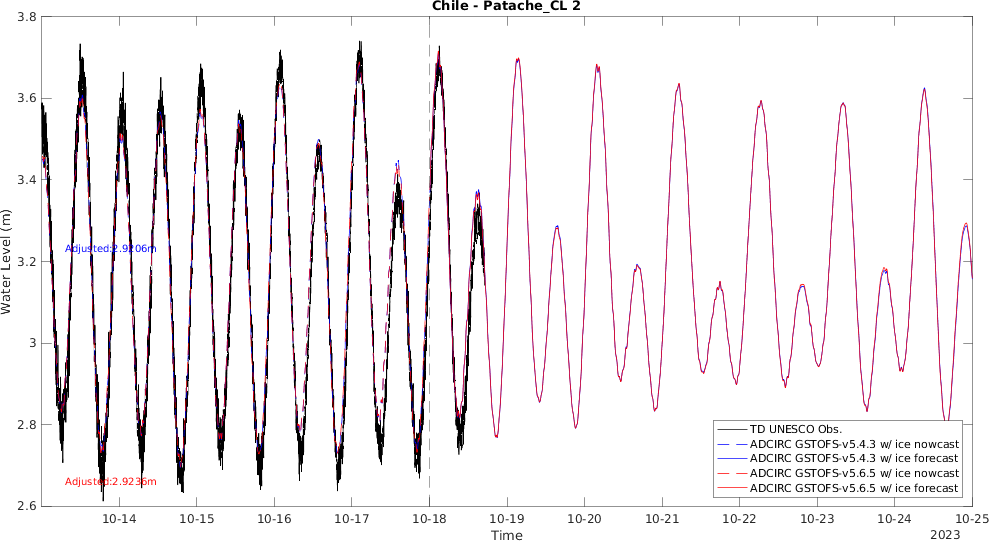 Chile - Patache_CL 2
3.8
3.6
3.4
3.2
3
2.8
2.6
Water Level (m)
Adjusted:2.9206m
Adjusted:2.9236m
TD UNESCO Obs.
ADCIRC GSTOFS-v5.4.3 w/ ice nowcast
ADCIRC GSTOFS-v5.4.3 w/ ice forecast
ADCIRC GSTOFS-v5.6.5 w/ ice nowcast
ADCIRC GSTOFS-v5.6.5 w/ ice forecast
10-14 10-15 10-16 10-17 10-18 10-19 10-20 10-21 10-22 10-23 10-24 10-25
Time
2023